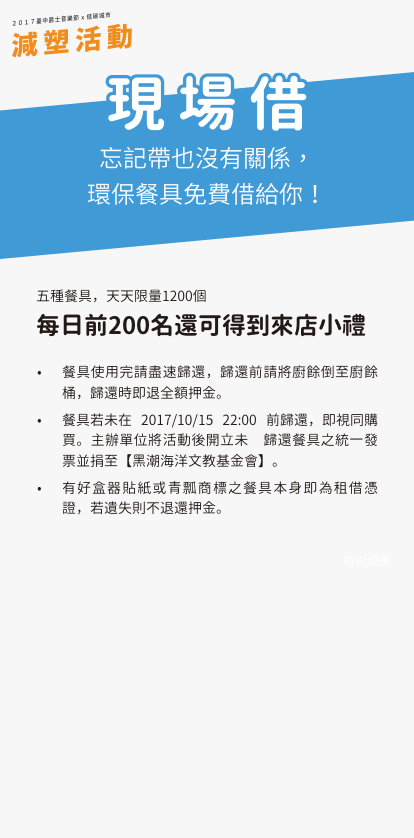 2017臺中爵士音樂節 x 低碳城市
減塑活動
現場借
忘記帶也沒有關係，
環保餐具免費借給你！
五種餐具，天天限量1200個
每日前200名還可得到來店小禮
• 餐具使用完請盡速歸還，歸還前請將廚餘倒至廚餘
桶，歸還時即退全額押金。
• 餐具若未在 2017/10/15 22:00 前歸還，即視同購
買。主辦單位將活動後開立未 歸還餐具之統一發
票並捐至【黑潮海洋文教基金會】。
• 有好盒器貼紙或青瓢商標之餐具本身即為租借憑
證，若遺失則不退還押金。